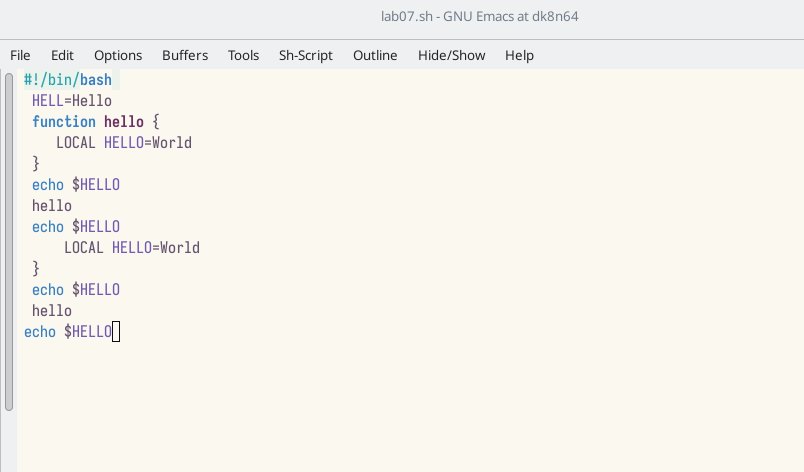 lab07.sh - GNU Emacs at dk8n64
File Edit Options Buffers Tools Sh-Script Outline Hide/Show Help
#!/bin/bash
HELL=Hello
function hello {
LOCAL HELLO=World
}
echo $HELLO
hello
echo $HELLO
LOCAL HELLO=World
}
echo $HELLO
hello
echo $HELLO